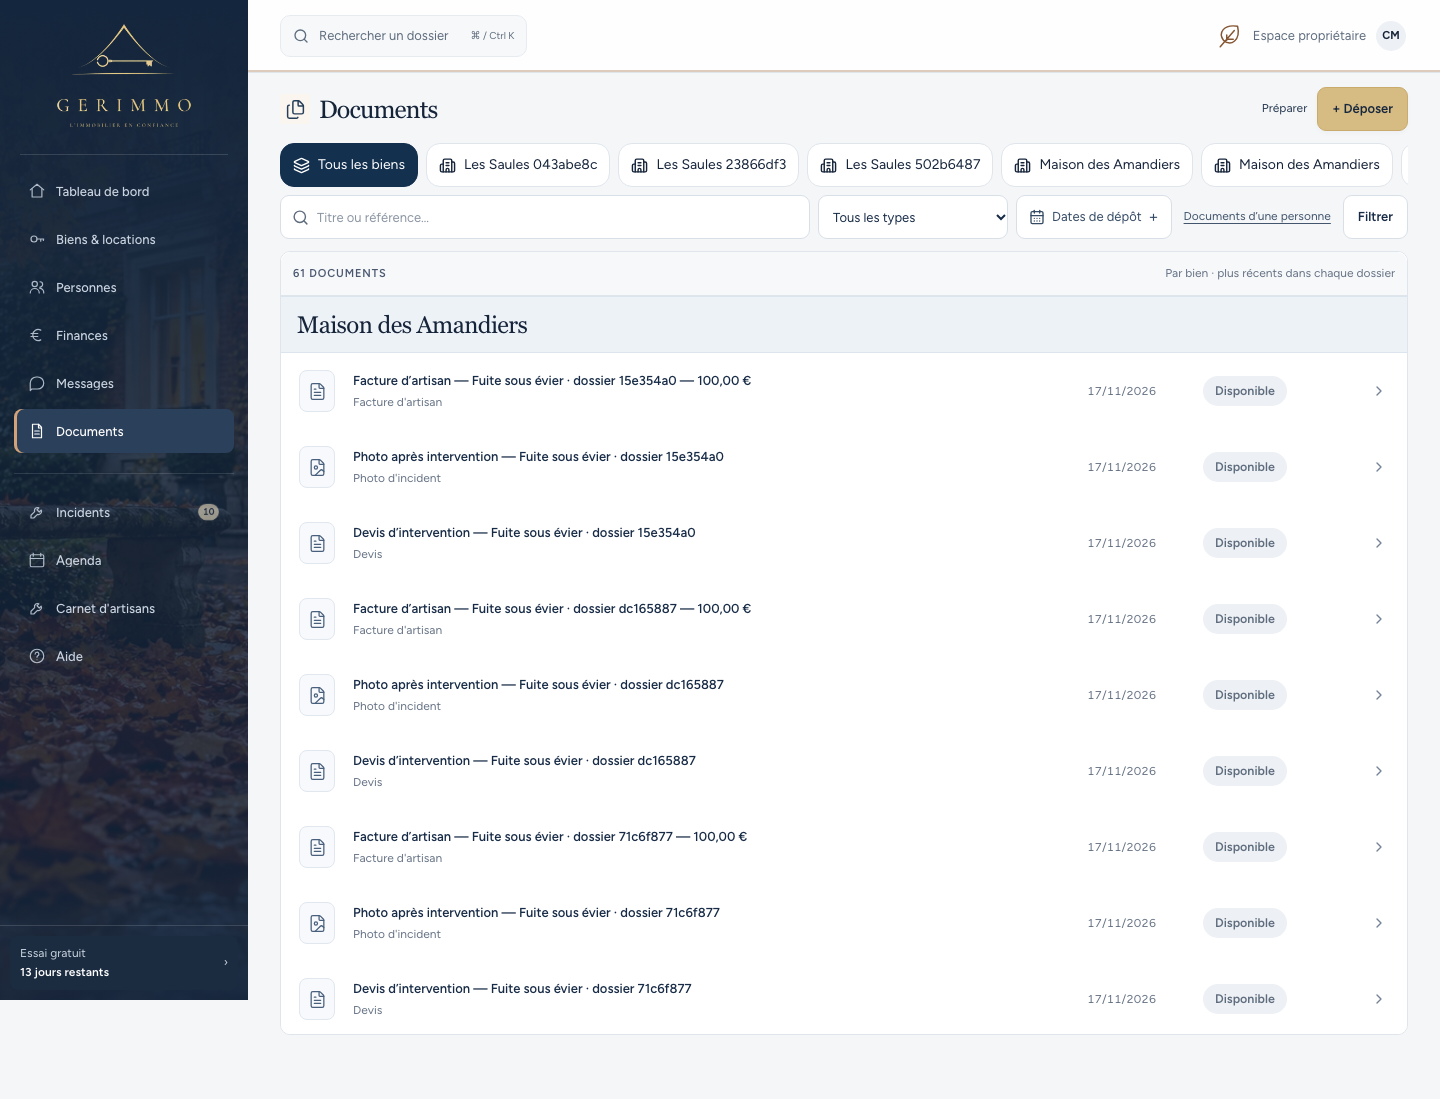 GERIMMO
L'IMMOBILIER EN CONFIANCE
Tableau de bord
Biens & locations
Personnes
Finances
Messages
Documents
Incidents 10
Agenda
Carnet d'artisans
Aide
Essai gratuit
13 jours restants
Rechercher un dossier ⌘ / Ctrl K
Espace propriétaire CM
Documents
Préparer + Déposer
Tous les biens Les Saules 043abe8c Les Saules 23866df3 Les Saules 502b6487 Maison des Amandiers Maison des Amandiers
Titre ou référence... Tous les types Dates de dépôt + Documents d'une personne Filtrer
61 DOCUMENTS Par bien · plus récents dans chaque dossier
Maison des Amandiers
Facture d’artisan — Fuite sous évier · dossier 15e354a0 — 100,00 €
Facture d'artisan
17/11/2026 Disponible
Photo après intervention — Fuite sous évier · dossier 15e354a0
Photo d'incident
17/11/2026 Disponible
Devis d’intervention — Fuite sous évier · dossier 15e354a0
Devis
17/11/2026 Disponible
Facture d’artisan — Fuite sous évier · dossier dc165887 — 100,00 €
Facture d'artisan
17/11/2026 Disponible
Photo après intervention — Fuite sous évier · dossier dc165887
Photo d'incident
17/11/2026 Disponible
Devis d’intervention — Fuite sous évier · dossier dc165887
Devis
17/11/2026 Disponible
Facture d’artisan — Fuite sous évier · dossier 71c6f877 — 100,00 €
Facture d'artisan
17/11/2026 Disponible
Photo après intervention — Fuite sous évier · dossier 71c6f877
Photo d'incident
17/11/2026 Disponible
Devis d’intervention — Fuite sous évier · dossier 71c6f877
Devis
17/11/2026 Disponible